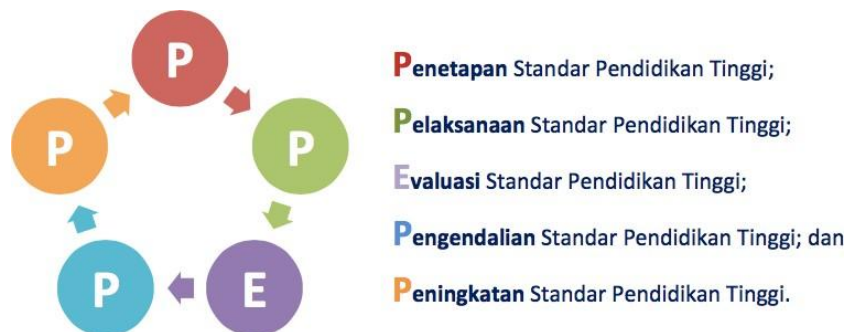 P
P
E
P
P
Penetapan Standar Pendidikan Tinggi;
Pelaksanaan Standar Pendidikan Tinggi;
Evaluasi Standar Pendidikan Tinggi;
Pengendalian Standar Pendidikan Tinggi; dan
Peningkatan Standar Pendidikan Tinggi.